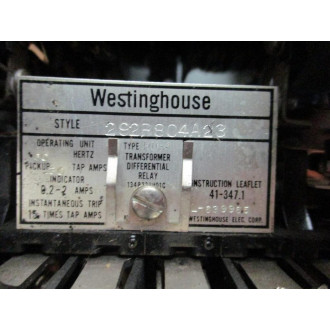 Westinghouse
STYLE 292B804A23
OPERATING UNIT
HERTZ
PICKUP TAP AMPS
INDICATOR
0.2-2 AMPS
INSTANTANEOUS TRIP
TIMES TAP AMPS
TYPE
TRANSFORMER
DIFFERENTIAL
RELAY
INSTRUCTION LEAFLET
41-347.1
WESTINGHOUSE ELEC. CORP.